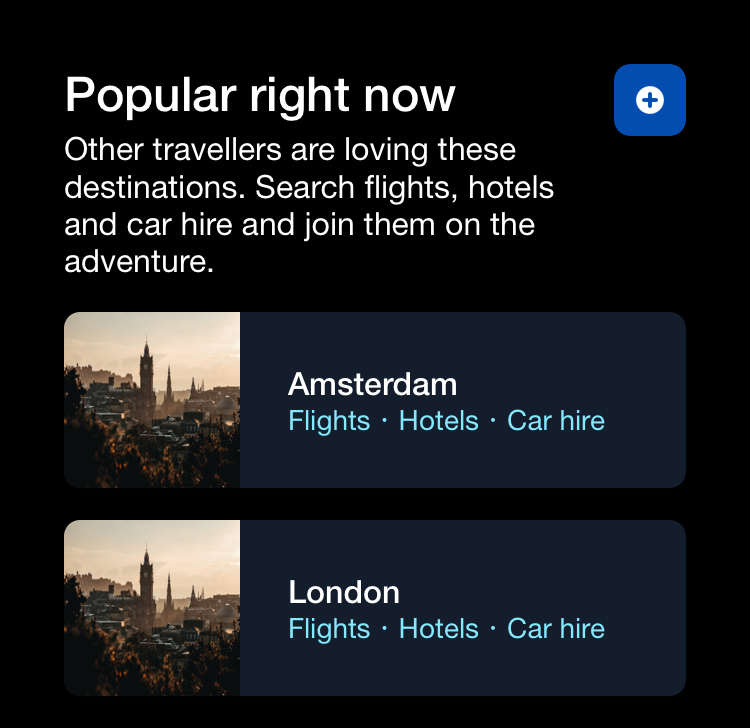 Popular right now
Other travellers are loving these
destinations. Search flights, hotels
and car hire and join them on the
adventure.
Amsterdam
Flights · Hotels · Car hire
London
Flights · Hotels · Car hire